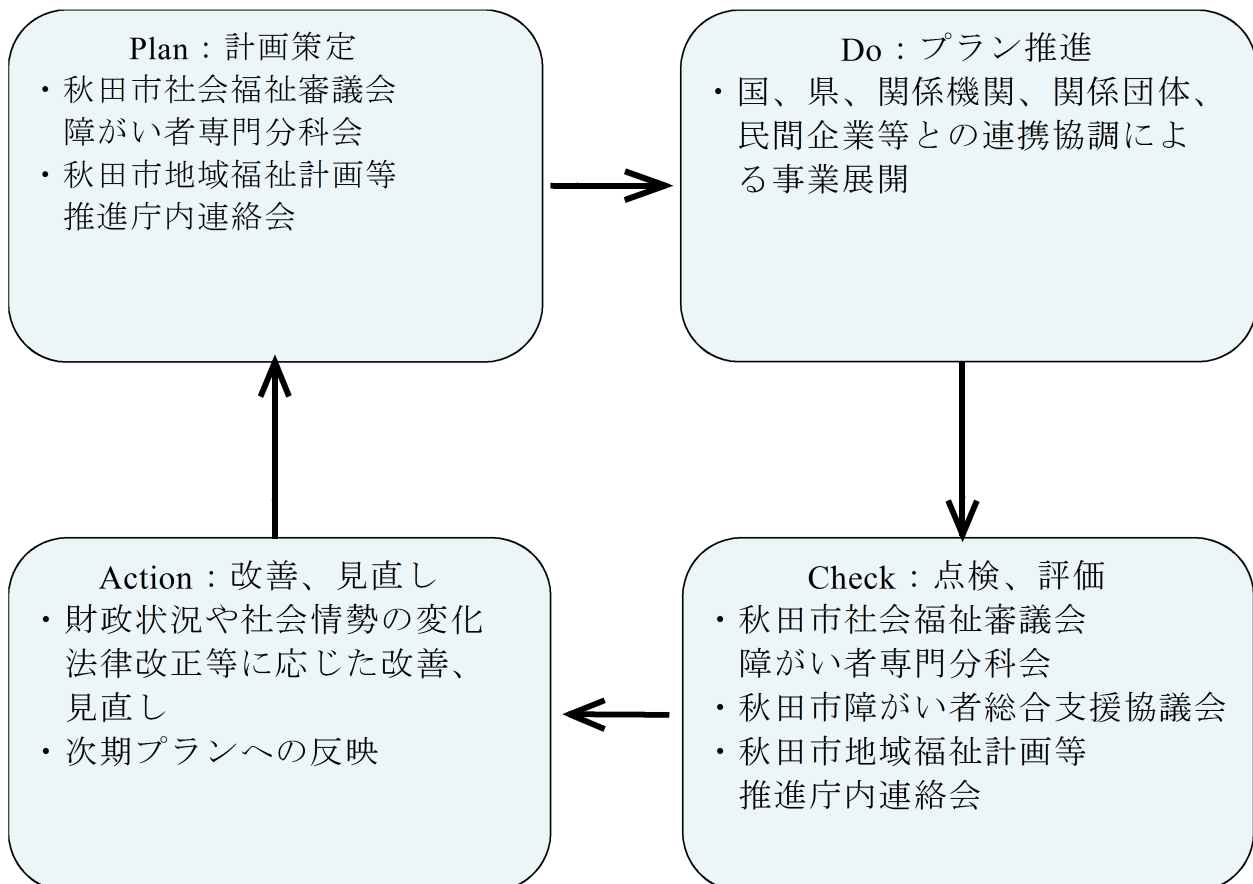 Plan：計画策定
・秋田市社会福祉審議会
障がい者専門分科会
・秋田市地域福祉計画等
推進庁内連絡会
Do：プラン推進
・国、県、関係機関、関係団体、
民間企業等との連携協調によ
る事業展開
Check：点検、評価
・秋田市社会福祉審議会
障がい者専門分科会
・秋田市障がい者総合支援協議会
・秋田市地域福祉計画等
推進庁内連絡会
Action：改善、見直し
・財政状況や社会情勢の変化
法律改正等に応じた改善、
見直し
・次期プランへの反映